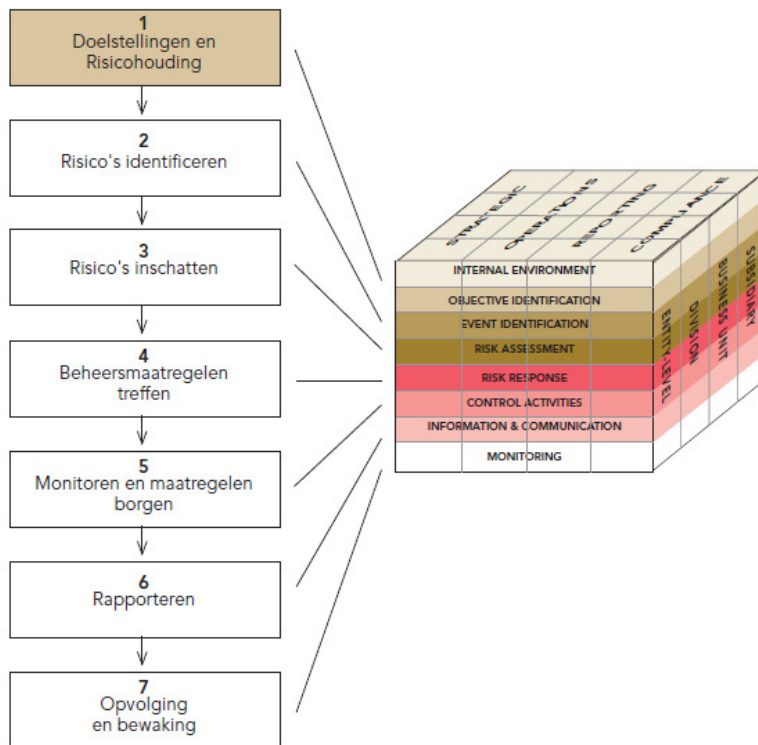 1
Doelstellingen en
Risicohouding
2
Risico's identificeren
3
Risico's inschatten
4
Beheersmaatregelen
treffen
5
Monitoren en maatregelen
borgen
6
Rapporteren
7
Opvolging
en bewaking
STRATEGIC
OPERATIONS
REPORTING
COMPLIANCE
INTERNAL ENVIRONMENT
OBJECTIVE IDENTIFICATION
EVENT IDENTIFICATION
RISK ASSESSMENT
RISK RESPONSE
CONTROL ACTIVITIES
INFORMATION & COMMUNICATION
MONITORING
ENTITY-LEVEL
DIVISION
BUSINESS UNIT
SUBSIDIARY